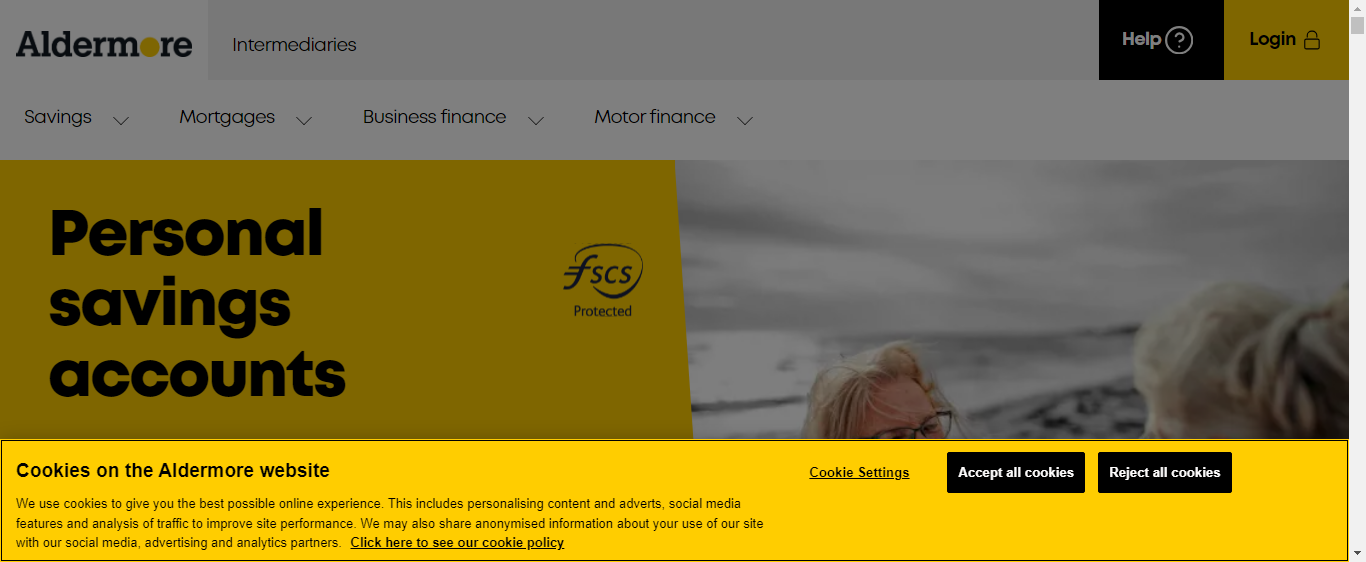 Aldermore
Intermediaries
Help
Login
Savings
Mortgages
Business finance
Motor finance
Personal
savings
accounts
fscs
Protected
Cookies on the Aldermore website
We use cookies to give you the best possible online experience. This includes personalising content and adverts, social media
features and analysis of traffic to improve site performance. We may also share anonymised information about your use of our site
with our social media, advertising and analytics partners. Click here to see our cookie policy
Cookie Settings
Accept all cookies
Reject all cookies